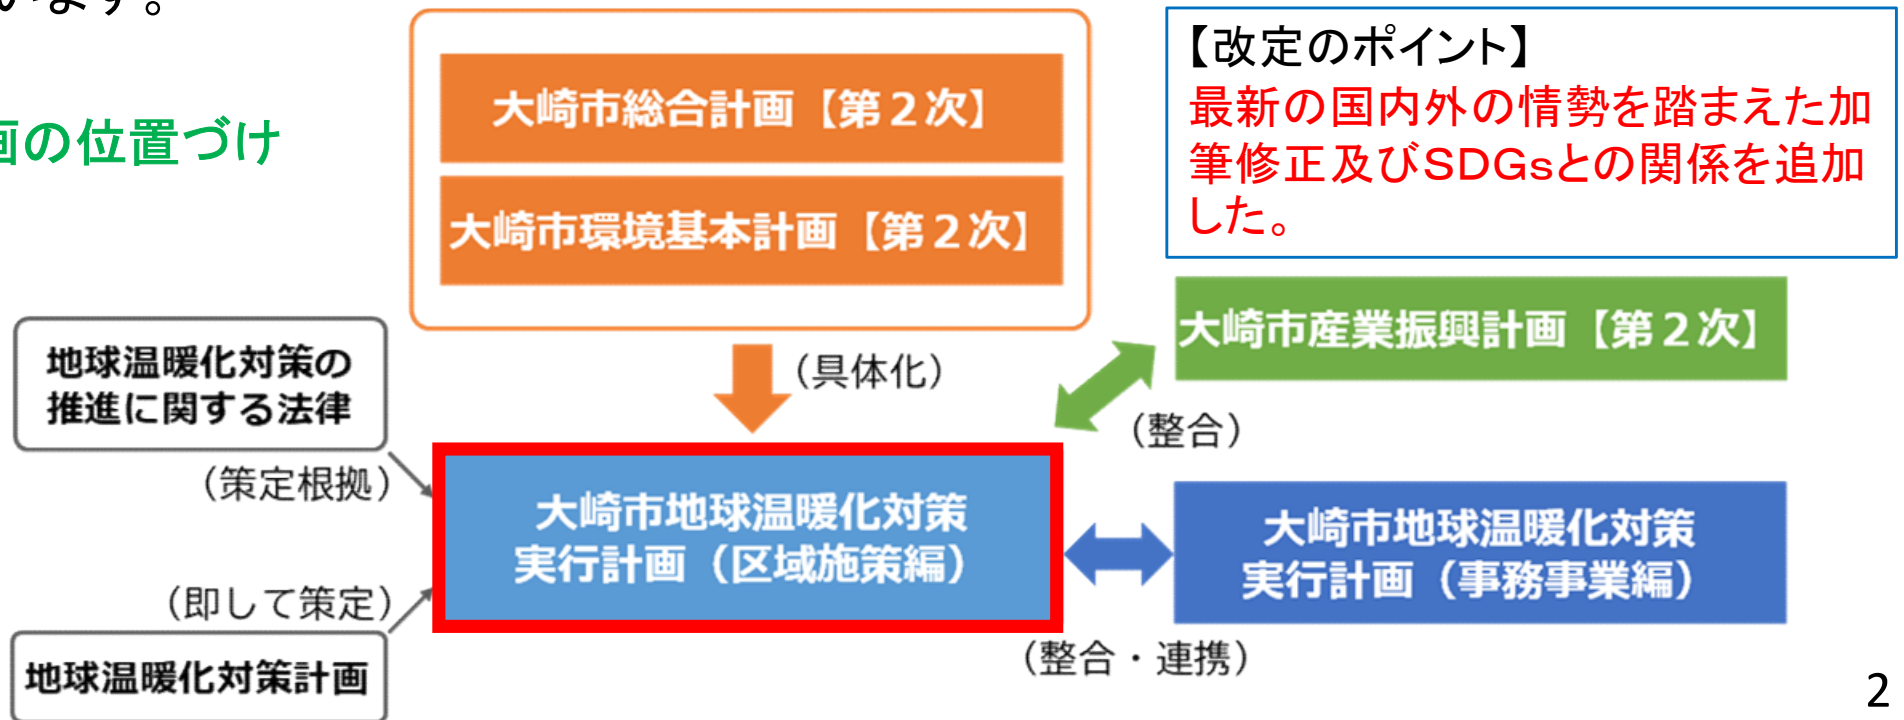 います。
画の位置づけ
大崎市総合計画【第２次】
大崎市環境基本計画【第２次】
【改定のポイント】
最新の国内外の情勢を踏まえた加
筆修正及びSDGsとの関係を追加
した。
大崎市産業振興計画【第２次】
地球温暖化対策の
推進に関する法律
（具体化）
（整合）
（策定根拠）
大崎市地球温暖化対策
実行計画（区域施策編）
大崎市地球温暖化対策
実行計画（事務事業編）
（即して策定）
（整合・連携）
地球温暖化対策計画
2